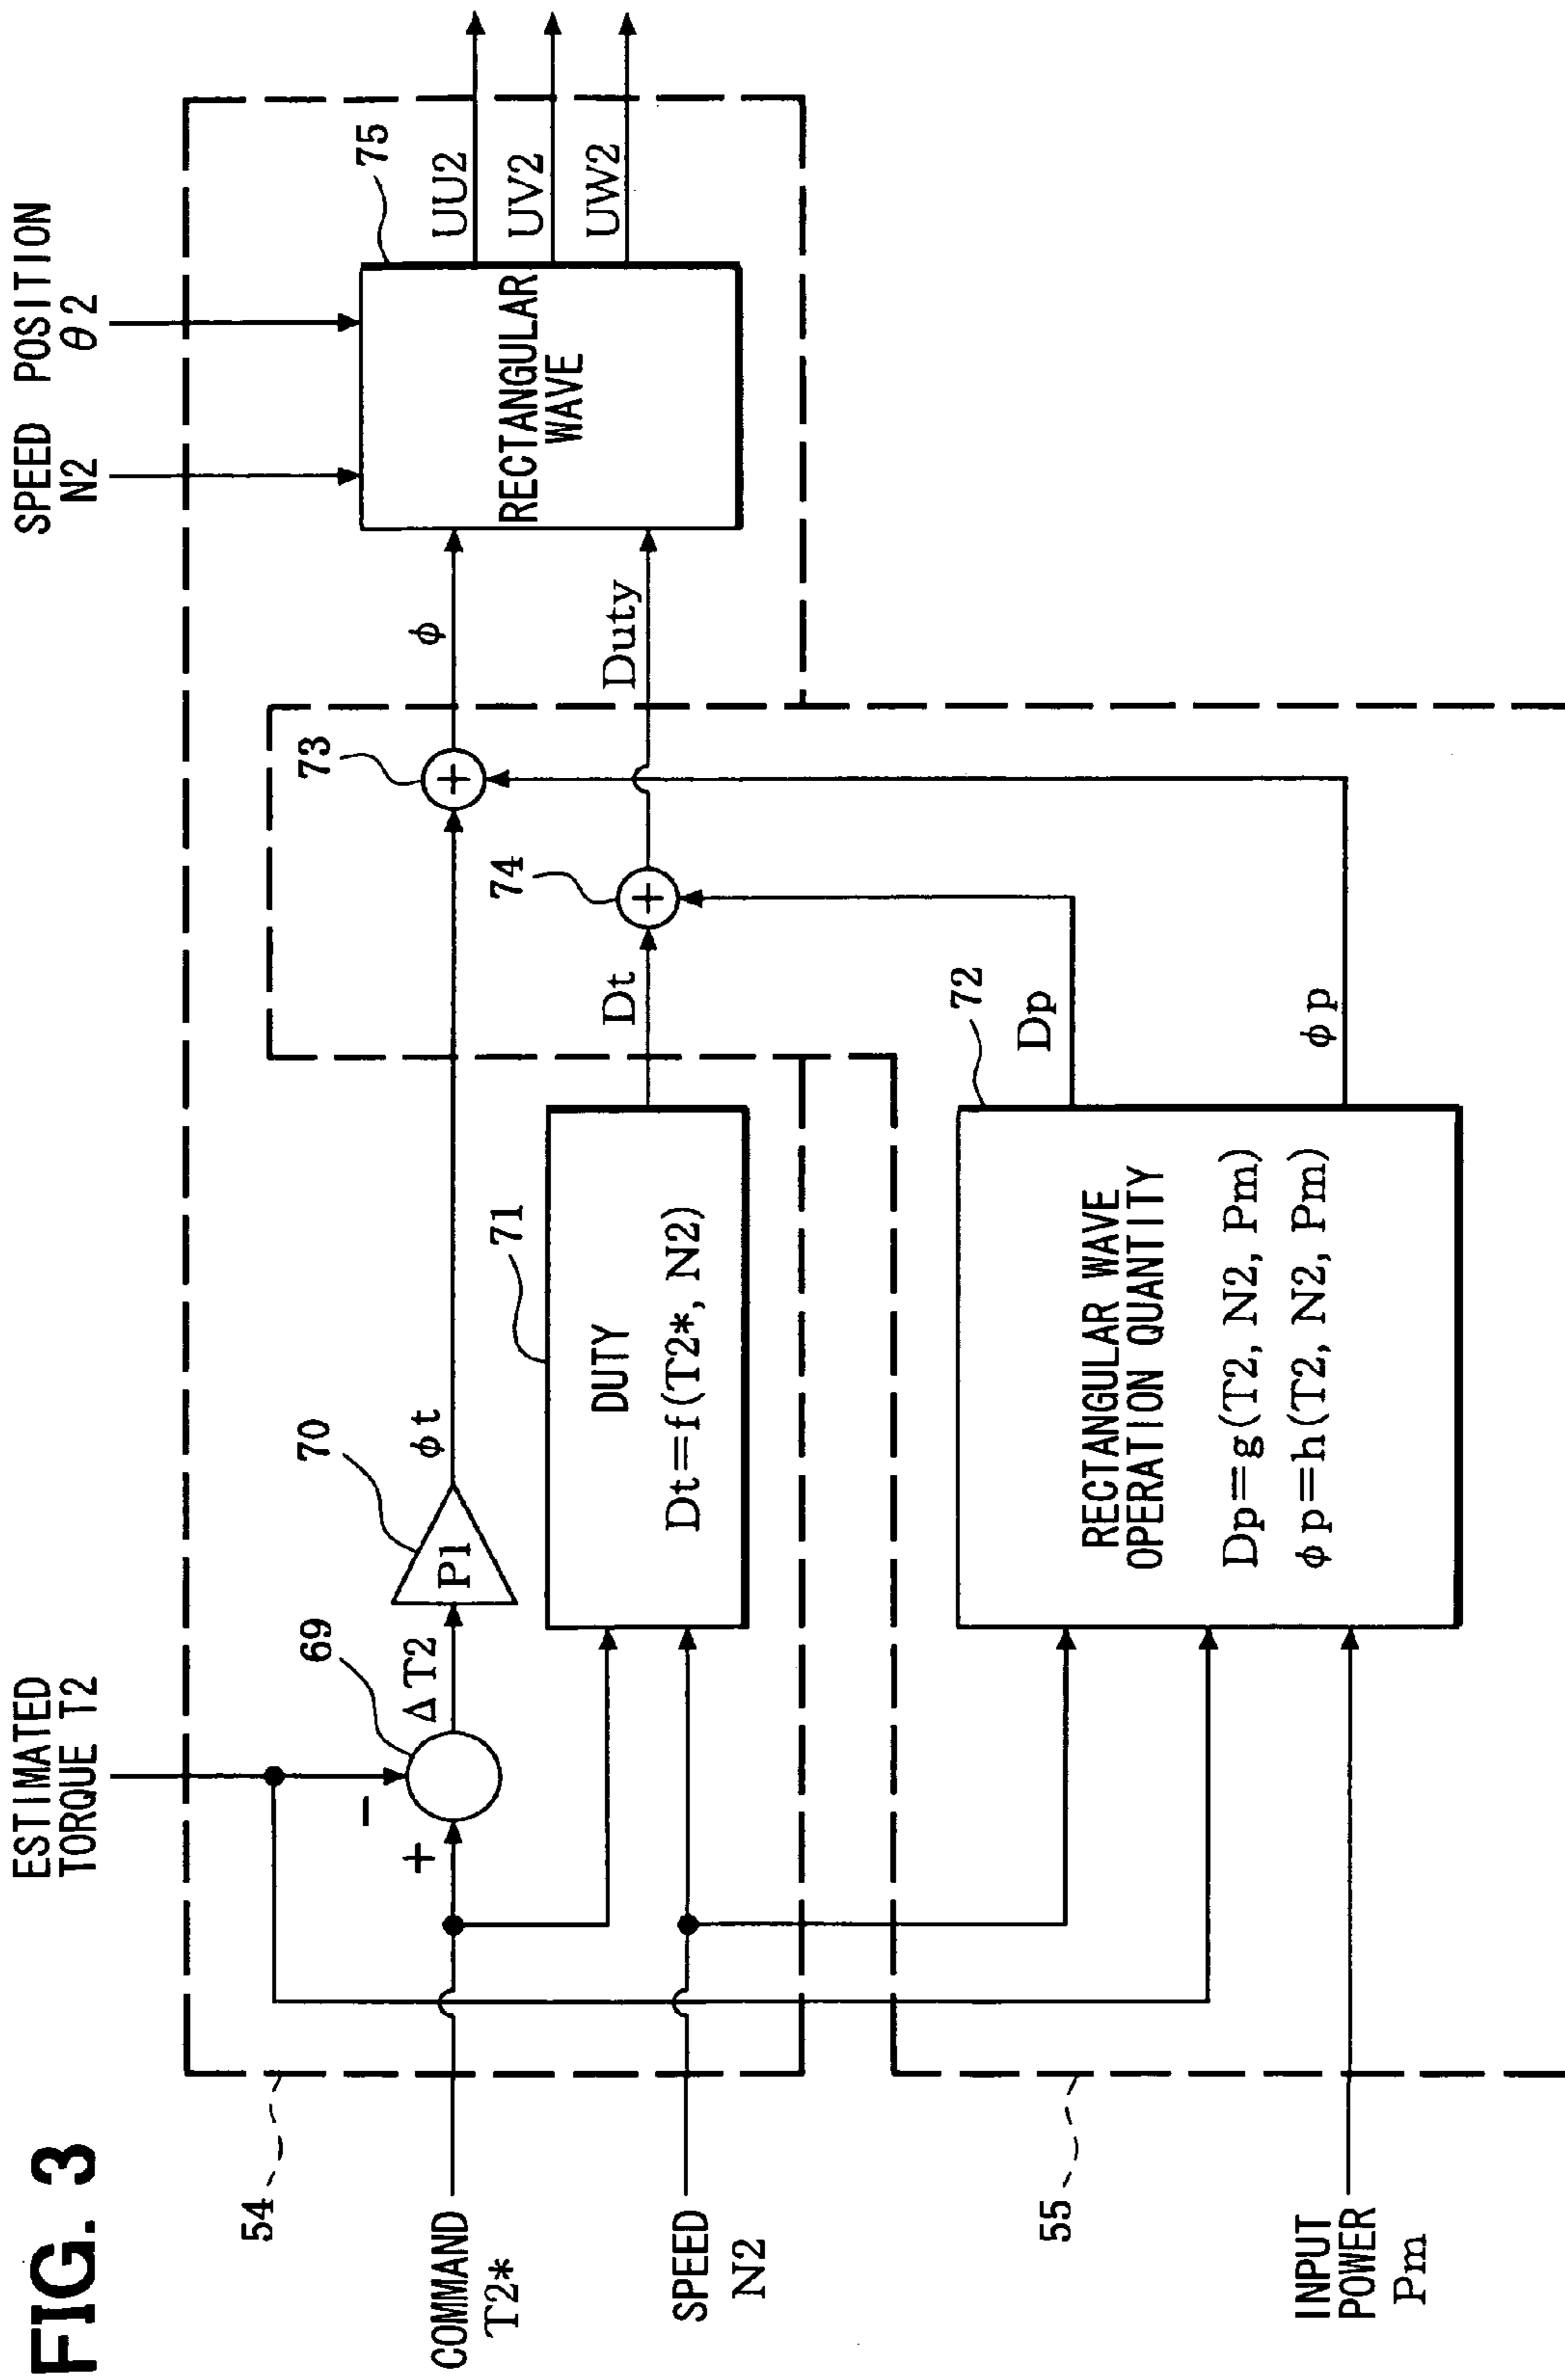 FIG. 3
ESTIMATED
TORQUE T2
SPEED
N2
POSITION
θ2
54
COMMAND
T2*
+
-
69
ΔT2
70
P1
φt
73
+
φ
75
RECTANGULAR
WAVE
UU2
UV2
UW2
SPEED
N2
71
DUTY
Dt=f(T2*, N2)
Dt
74
+
Duty
55
INPUT
POWER
Pm
72
RECTANGULAR WAVE
OPERATION QUANTITY
Dp=g(T2, N2, Pm)
φp=h(T2, N2, Pm)
Dp
φp